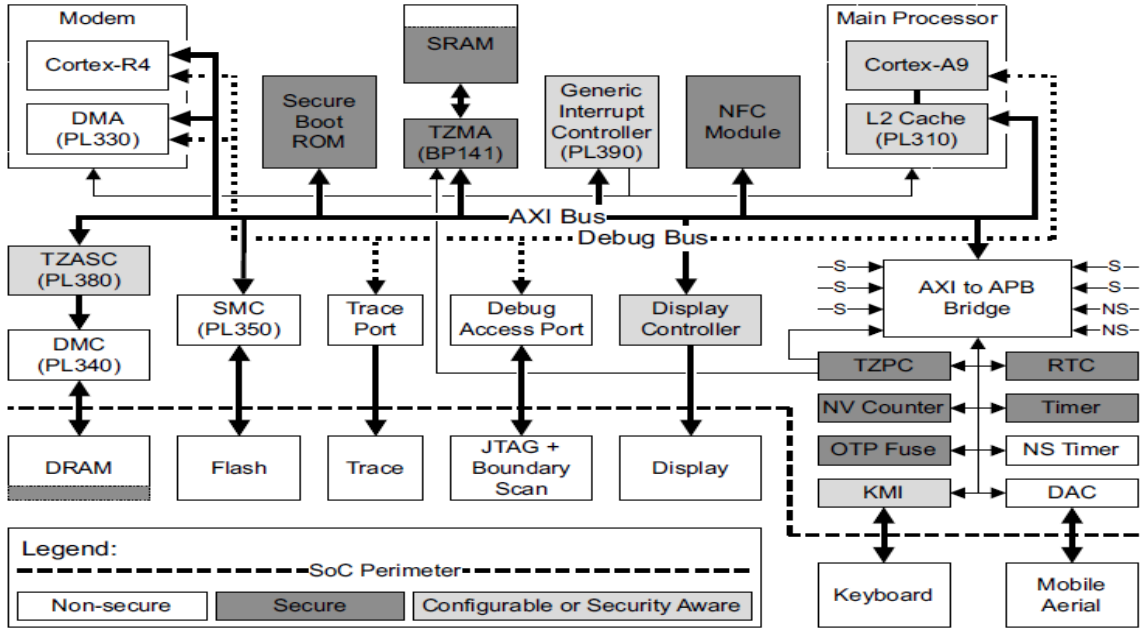 Modem
Cortex-R4
DMA
(PL330)
Secure
Boot
ROM
SRAM
TZMA
(BP141)
Generic
Interrupt
Controller
(PL390)
NFC
Module
Main Processor
Cortex-A9
L2 Cache
(PL310)
AXI Bus
Debug Bus
TZASC
(PL380)
DMC
(PL340)
SMC
(PL350)
Trace
Port
Debug
Access Port
Display
Controller
S
S
S
AXI to APB
Bridge
S
S
NS
NS
TZPC
RTC
NV Counter
Timer
OTP Fuse
NS Timer
KMI
DAC
DRAM
Flash
Trace
JTAG +
Boundary
Scan
Display
Keyboard
Mobile
Aerial
Legend:
SoC Perimeter
Non-secure
Secure
Configurable or Security Aware